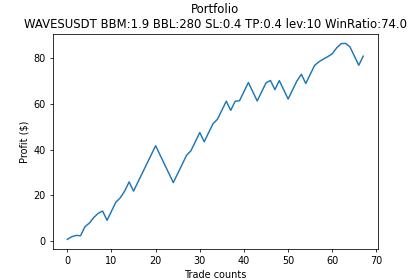 Portfolio
WAVESUSDT BBM:1.9 BBL:280 SL:0.4 TP:0.4 lev:10 WinRatio:74.0
Profit ($)
80
60
40
20
0
0 10 20 30 40 50 60 70
Trade counts